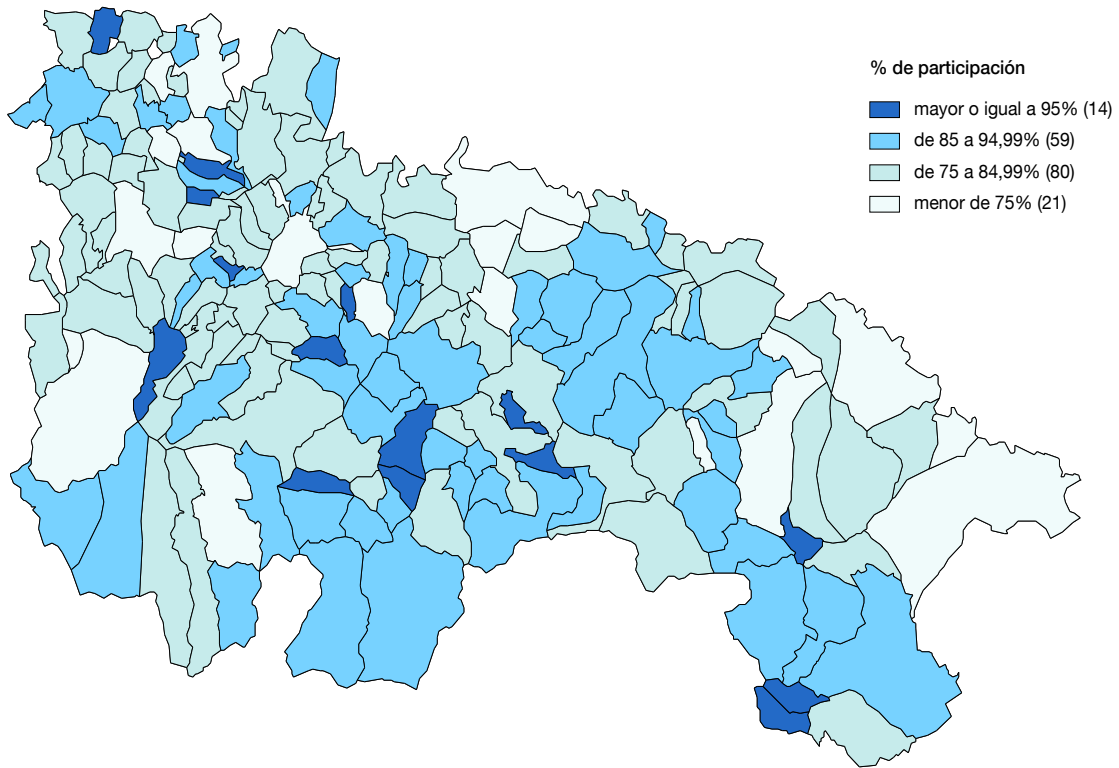 % de participación
mayor o igual a 95% (14)
de 85 a 94,99% (59)
de 75 a 84,99% (80)
menor de 75% (21)